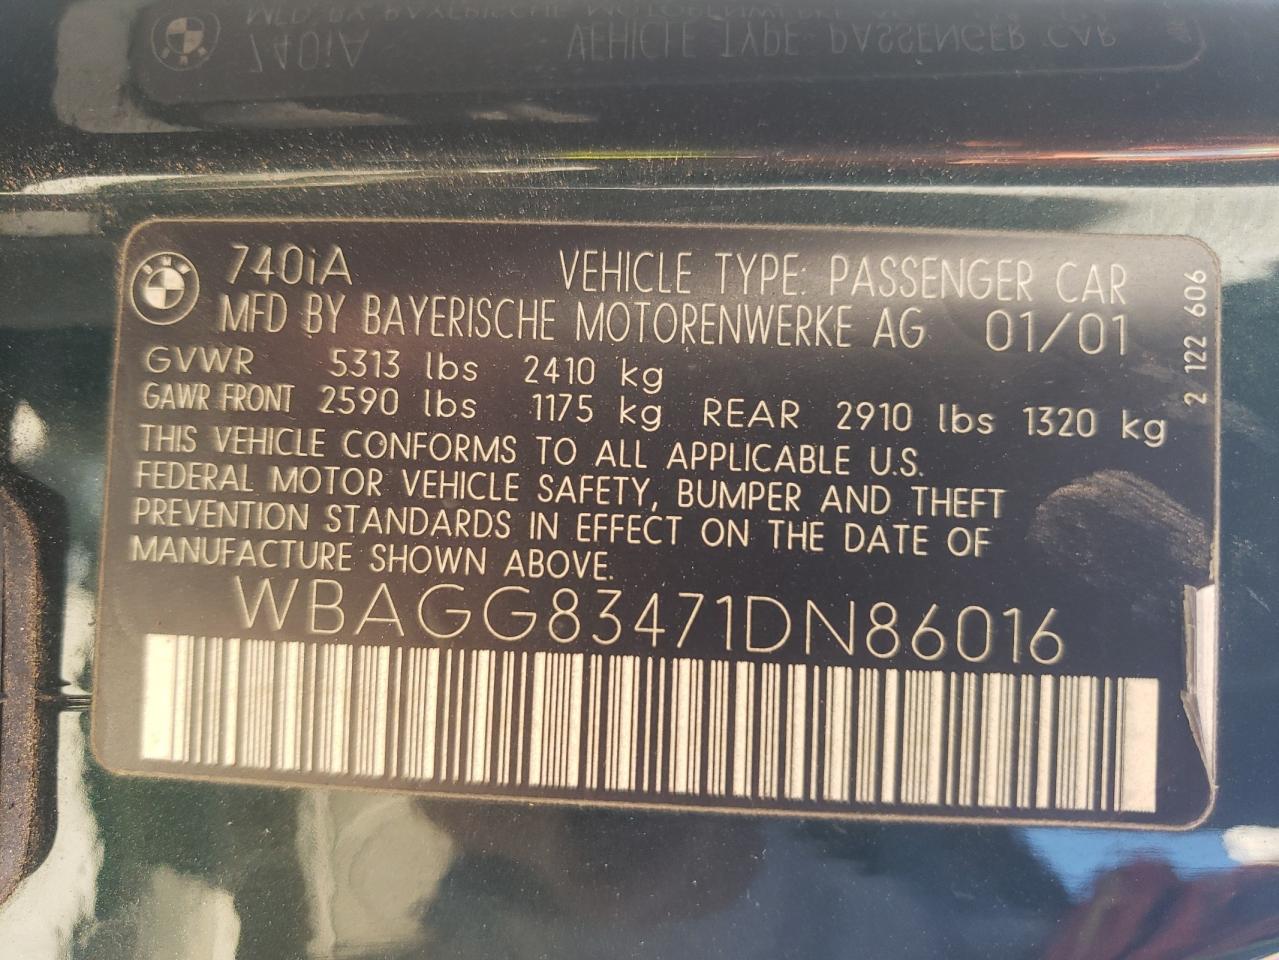 740iA VEHICLE TYPE: PASSENGER CAR
MFD BY BAYERISCHE MOTORENWERKE AG 01/01
GVWR 5313 lbs 2410 kg
GAWR FRONT 2590 lbs 1175 kg REAR 2910 lbs 1320 kg
THIS VEHICLE CONFORMS TO ALL APPLICABLE U.S.
FEDERAL MOTOR VEHICLE SAFETY, BUMPER AND THEFT
PREVENTION STANDARDS IN EFFECT ON THE DATE OF
MANUFACTURE SHOWN ABOVE.
WBAGG83471DN86016
2 122 606